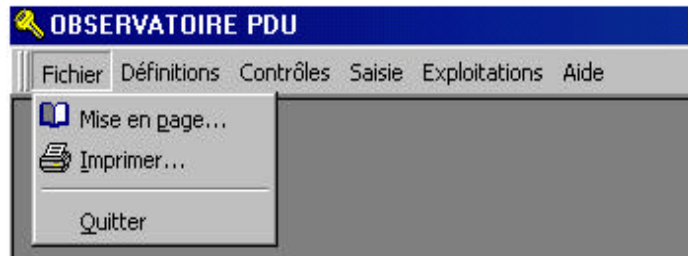 OBSERVATOIRE PDU
Fichier Définitions Contrôles Saisie Exploitations Aide
Mise en page...
Imprimer...
Quitter